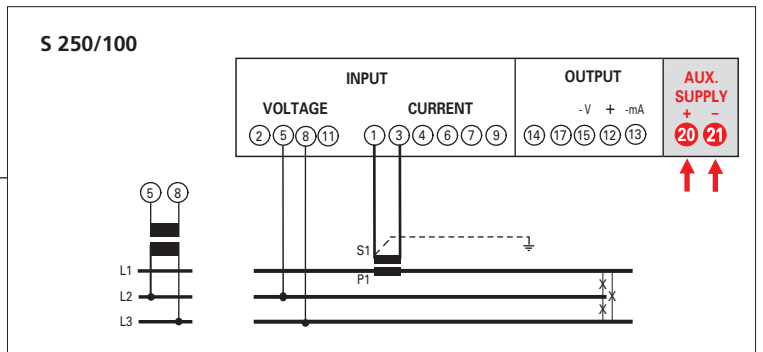 S 250/100
INPUT
OUTPUT
AUX.
SUPPLY
VOLTAGE
CURRENT
- V + -mA
+ –
2 5 8 11
1 3 4 6 7 9
14 17 15 12 13
20 21
5 8
S1
L1
P1
L2
X
X
L3
X